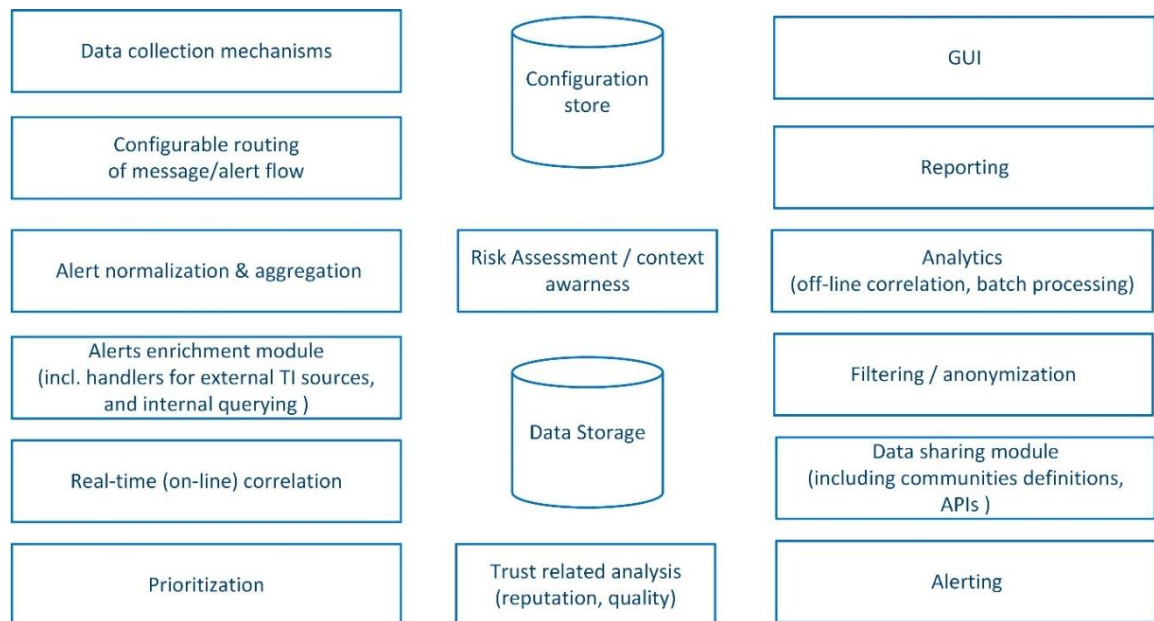 Data collection mechanisms
Configurable routing
of message/alert flow
Alert normalization & aggregation
Alerts enrichment module
(incl. handlers for external TI sources,
and internal querying )
Real-time (on-line) correlation
Prioritization
Configuration
store
Risk Assessment / context
awarness
Data Storage
Trust related analysis
(reputation, quality)
GUI
Reporting
Analytics
(off-line correlation, batch processing)
Filtering / anonymization
Data sharing module
(including communities definitions,
APIs )
Alerting